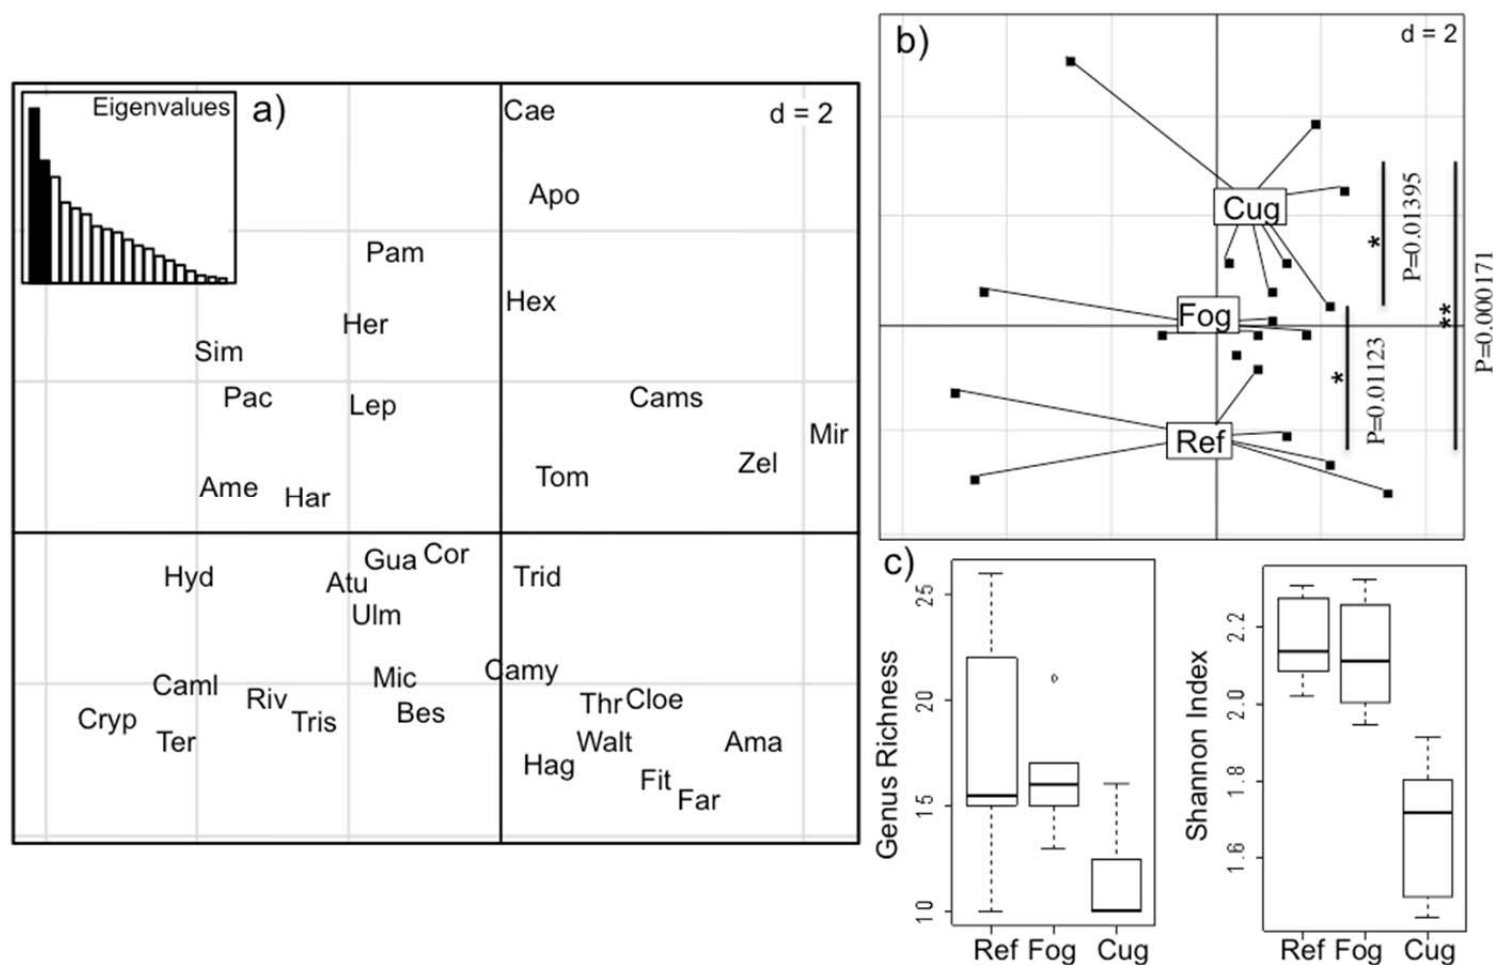 Eigenvalues
a)
d = 2
Cae
Apo
Pam
Hex
Her
Sim
Pac
Lep
Cams
Mir
Zel
Tom
Ame
Har
Cor
Gua
Hyd
Atu
Trid
Ulm
Camy
Mic
Caml
Riv
Thr
Cloe
Cryp
Tris
Bes
Ter
Walt
Ama
Hag
Fit
Far
b)
d = 2
Cug
Fog
Ref
*
P=0.01395
*
P=0.01123
**
P=0.000171
c)
Genus Richness
25
20
15
10
Ref Fog Cug
Shannon Index
2.2
2.0
1.8
1.6
Ref Fog Cug